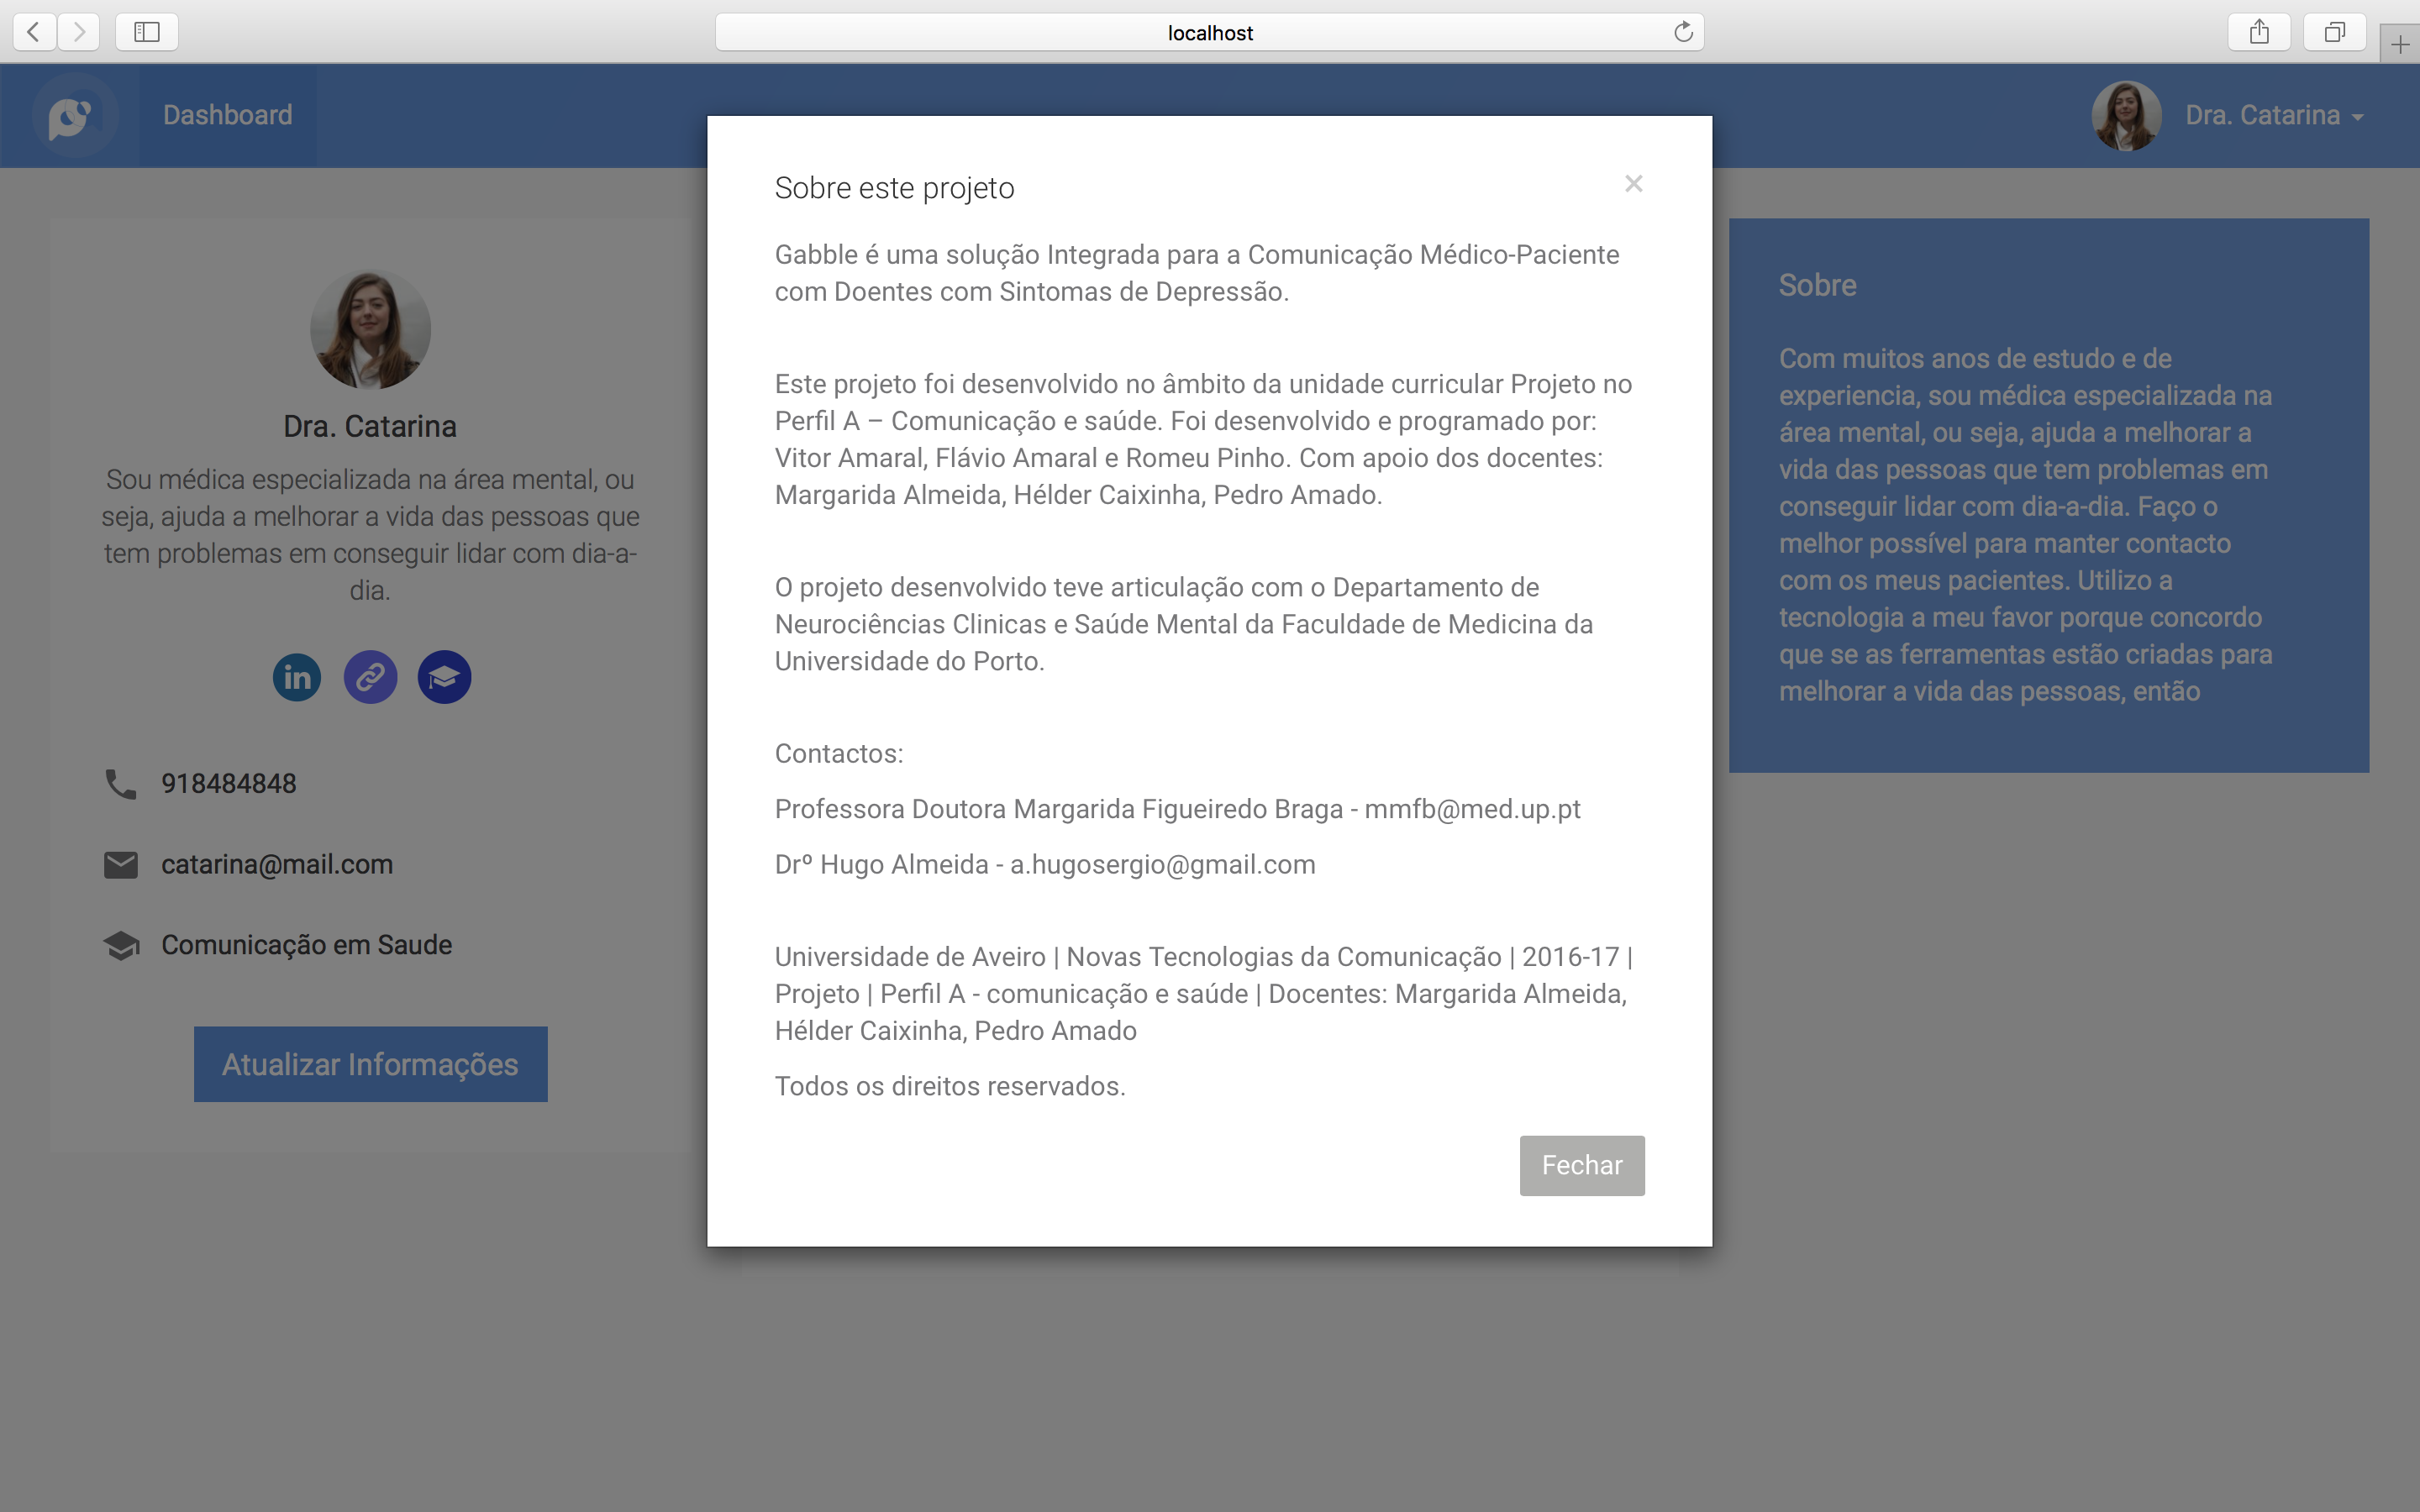 localhost
Dashboard
Dra. Catarina
Dra. Catarina
Sou médica especializada na área mental, ou
seja, ajuda a melhorar a vida das pessoas que
tem problemas em conseguir lidar com dia-a-
dia.
in
918484848
catarina@mail.com
Comunicação em Saude
Atualizar Informações
Sobre este projeto
×
Gabble é uma solução Integrada para a Comunicação Médico-Paciente
com Doentes com Sintomas de Depressão.
Este projeto foi desenvolvido no âmbito da unidade curricular Projeto no
Perfil A – Comunicação e saúde. Foi desenvolvido e programado por:
Vitor Amaral, Flávio Amaral e Romeu Pinho. Com apoio dos docentes:
Margarida Almeida, Hélder Caixinha, Pedro Amado.
O projeto desenvolvido teve articulação com o Departamento de
Neurociências Clinicas e Saúde Mental da Faculdade de Medicina da
Universidade do Porto.
Contactos:
Professora Doutora Margarida Figueiredo Braga - mmfb@med.up.pt
Drº Hugo Almeida - a.hugosergio@gmail.com
Universidade de Aveiro | Novas Tecnologias da Comunicação | 2016-17 |
Projeto | Perfil A - comunicação e saúde | Docentes: Margarida Almeida,
Hélder Caixinha, Pedro Amado
Todos os direitos reservados.
Fechar
Sobre
Com muitos anos de estudo e de
experiencia, sou médica especializada na
área mental, ou seja, ajuda a melhorar a
vida das pessoas que tem problemas em
conseguir lidar com dia-a-dia. Faço o
melhor possível para manter contacto
com os meus pacientes. Utilizo a
tecnologia a meu favor porque concordo
que se as ferramentas estão criadas para
melhorar a vida das pessoas, então